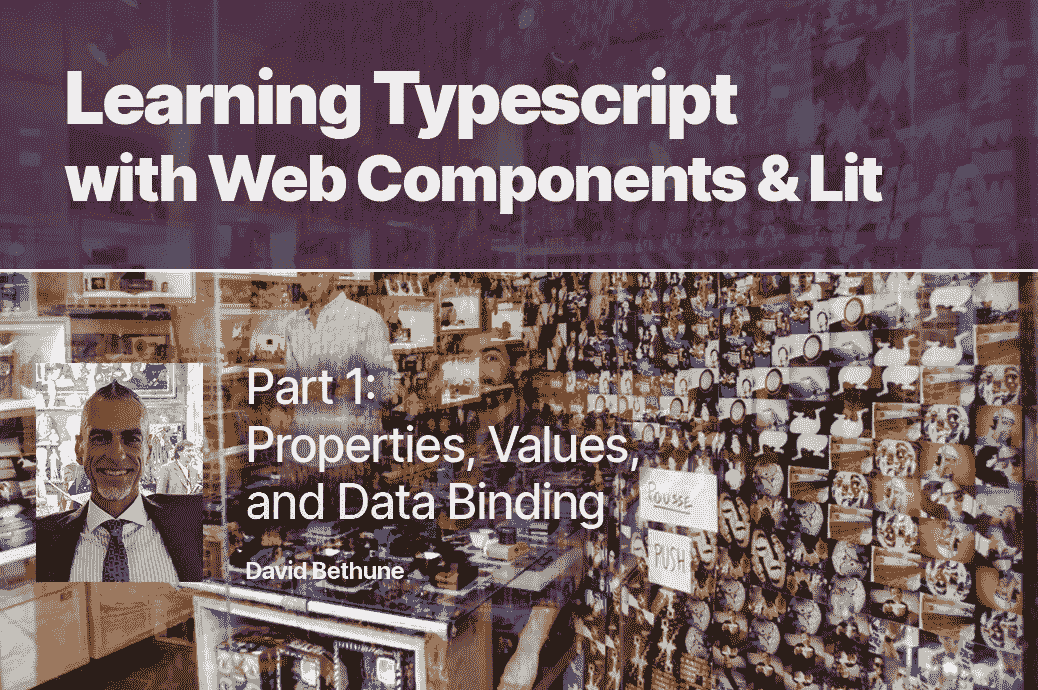 Learning Typescript
with Web Components & Lit
Part 1:
Properties, Values,
and Data Binding
David Bethune
Pousse
PUSH